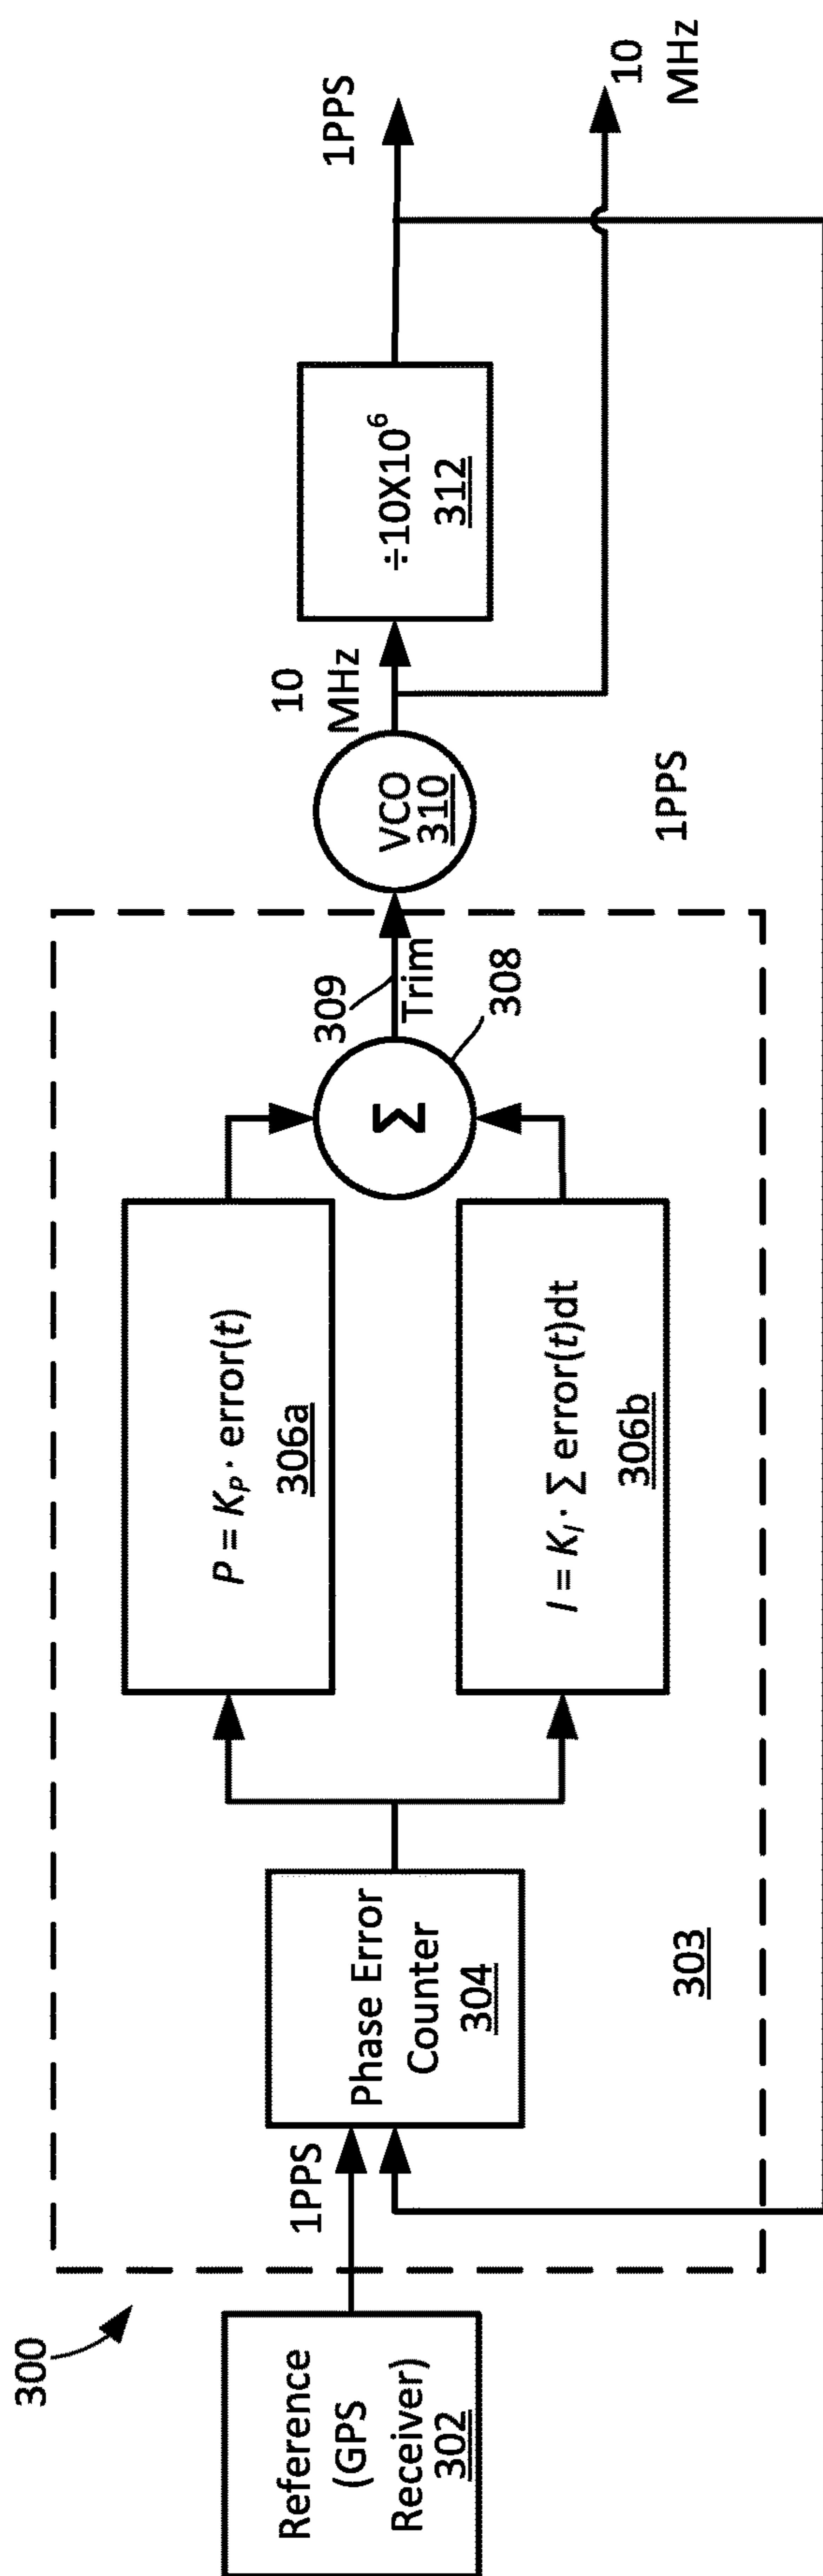 300
Reference
(GPS
Receiver)
302
1PPS
Phase Error
Counter
304
303
P = K_P · error(t)
306a
I = K_I · ∑ error(t)dt
306b
Σ
308
309
Trim
VCO
310
10
MHz
÷10X10⁶
312
1PPS
1PPS
10
MHz